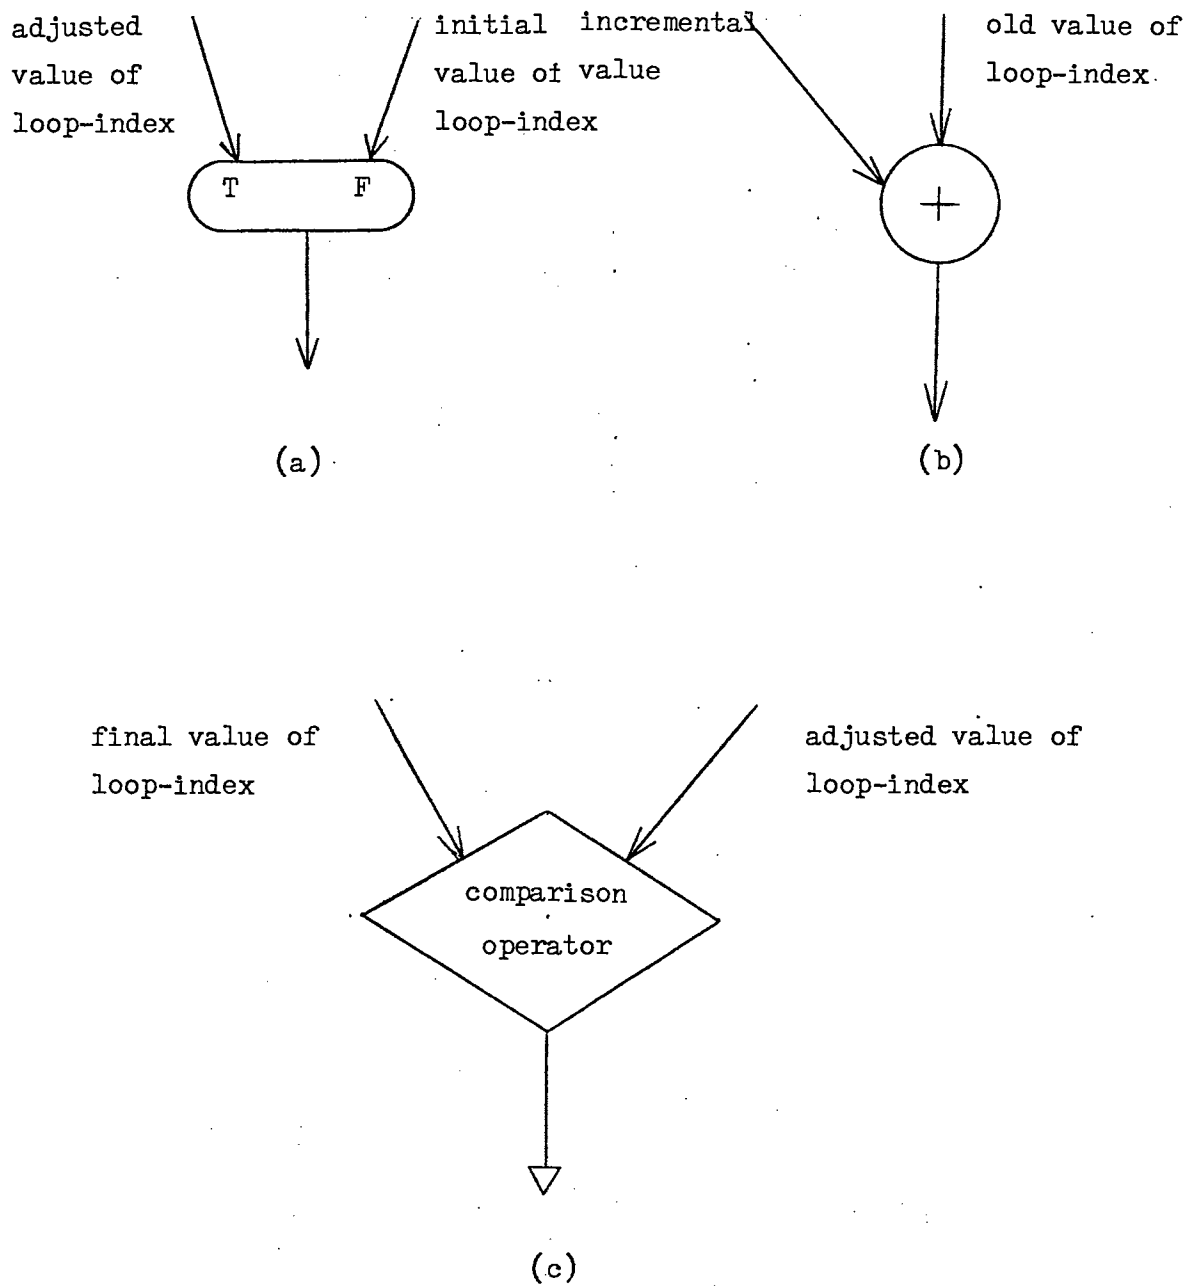 adjusted
value of
loop-index
initial
value of
loop-index
T F
(a)
incremental
value
old value of
loop-index
+
(b)
final value of
loop-index
adjusted value of
loop-index
comparison
operator
(c)